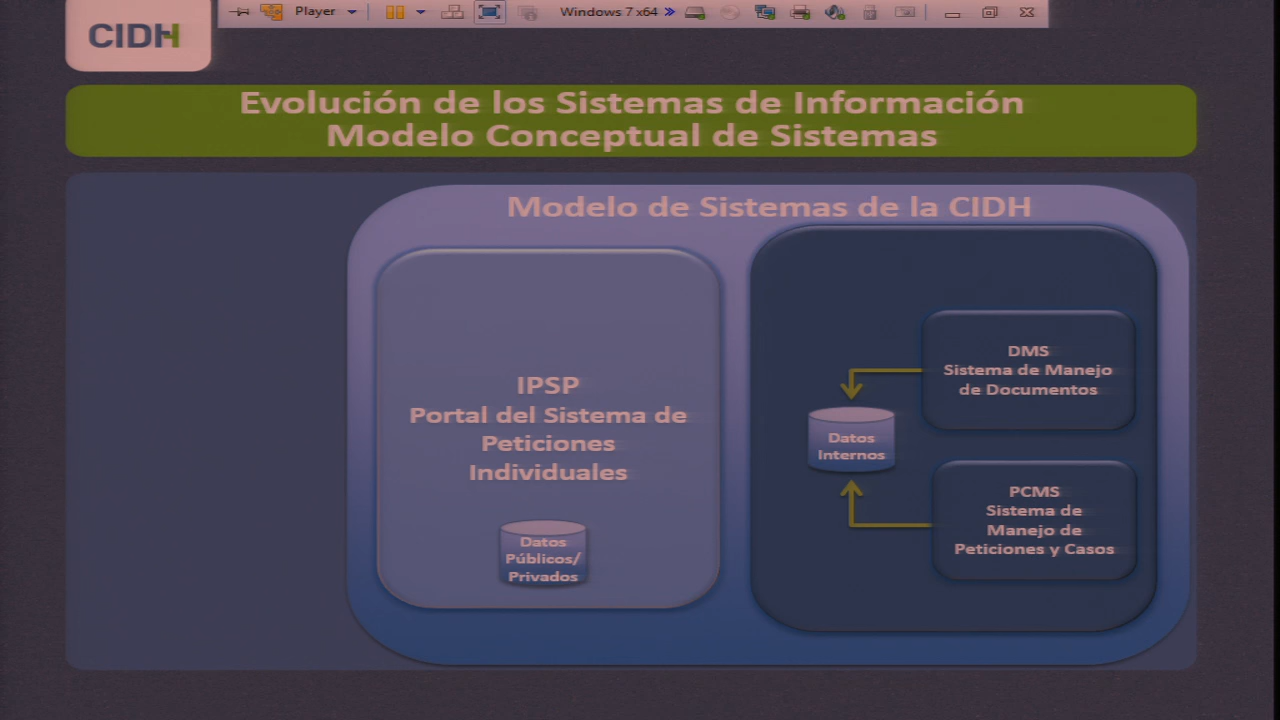 Player
Windows 7 x64
CIDH
Evolución de los Sistemas de Información
Modelo Conceptual de Sistemas
Modelo de Sistemas de la CIDH
IPSP
Portal del Sistema de
Peticiones
Individuales
Datos
Públicos/
Privados
Datos
Internos
DMS
Sistema de Manejo
de Documentos
PCMS
Sistema de
Manejo de
Peticiones y Casos